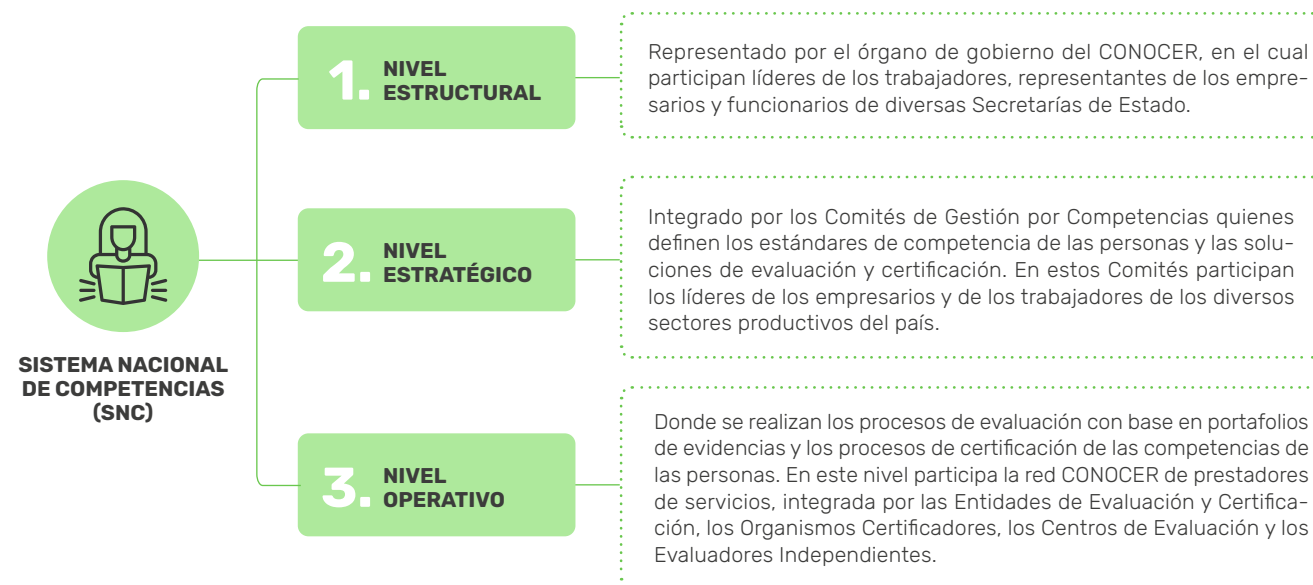 SISTEMA NACIONAL
DE COMPETENCIAS
(SNC)
1. NIVEL
ESTRUCTURAL
Representado por el órgano de gobierno del CONOCER, en el cual
participan líderes de los trabajadores, representantes de los empre-
sarios y funcionarios de diversas Secretarías de Estado.
2. NIVEL
ESTRATÉGICO
Integrado por los Comités de Gestión por Competencias quienes
definen los estándares de competencia de las personas y las solu-
ciones de evaluación y certificación. En estos Comités participan
los líderes de los empresarios y de los trabajadores de los diversos
sectores productivos del país.
3. NIVEL
OPERATIVO
Donde se realizan los procesos de evaluación con base en portafolios
de evidencias y los procesos de certificación de las competencias de
las personas. En este nivel participa la red CONOCER de prestadores
de servicios, integrada por las Entidades de Evaluación y Certifica-
ción, los Organismos Certificadores, los Centros de Evaluación y los
Evaluadores Independientes.